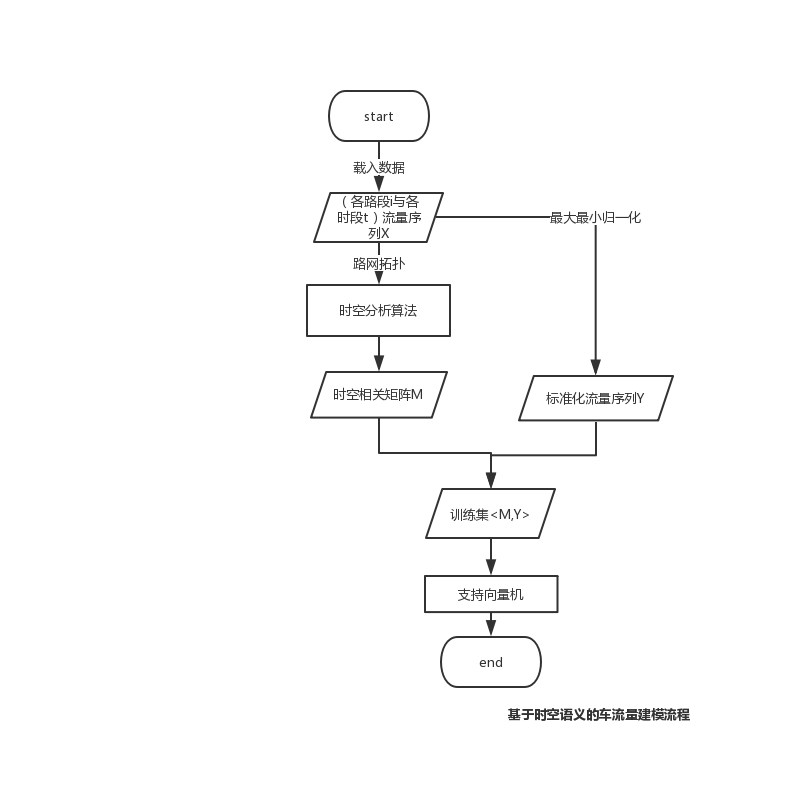 start
载入数据
（各路段i与各
时段t）流量序
列X
最大最小归一化
路网拓扑
时空分析算法
时空相关矩阵M
标准化流量序列Y
训练集<M,Y>
支持向量机
end
基于时空语义的车流量建模流程